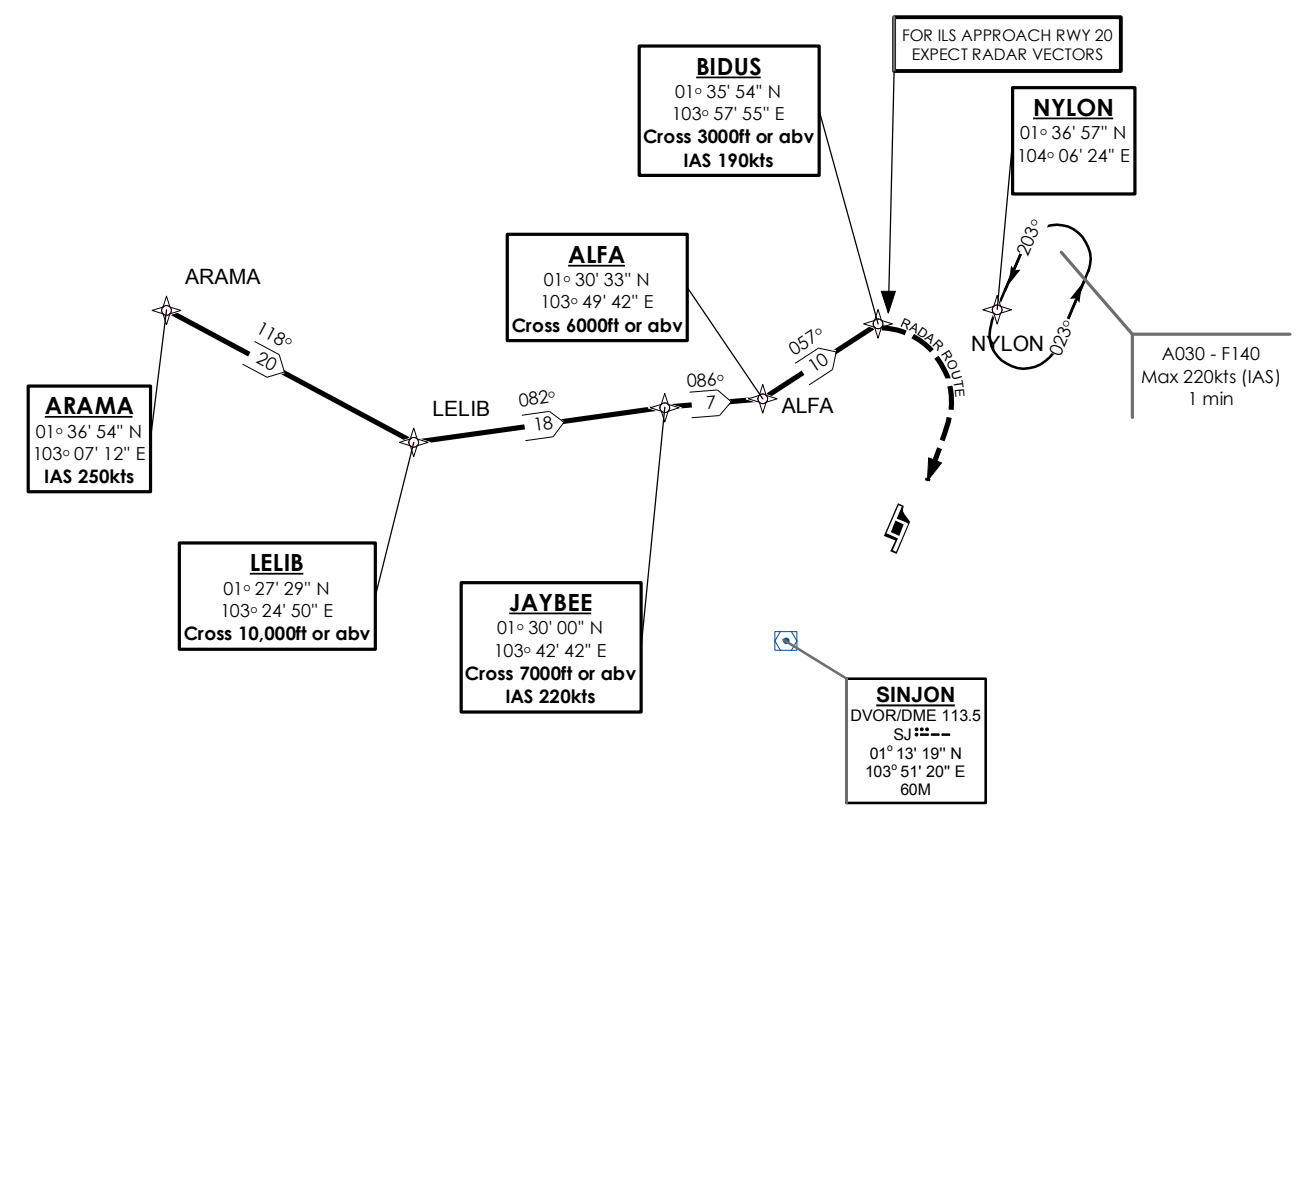 FOR ILS APPROACH RWY 20
EXPECT RADAR VECTORS
BIDUS
01° 35' 54" N
103° 57' 55" E
Cross 3000ft or abv
IAS 190kts
NYLON
01° 36' 57" N
104° 06' 24" E
ALFA
01° 30' 33" N
103° 49' 42" E
Cross 6000ft or abv
ARAMA
118°
20
ARAMA
01° 36' 54" N
103° 07' 12" E
IAS 250kts
LELIB
082°
18
086°
7
ALFA
057°
10
RADAR ROUTE
203°
023°
NYLON
A030 - F140
Max 220kts (IAS)
1 min
LELIB
01° 27' 29" N
103° 24' 50" E
Cross 10,000ft or abv
JAYBEE
01° 30' 00" N
103° 42' 42" E
Cross 7000ft or abv
IAS 220kts
SINJON
DVOR/DME 113.5
SJ
01° 13' 19" N
103° 51' 20" E
60M